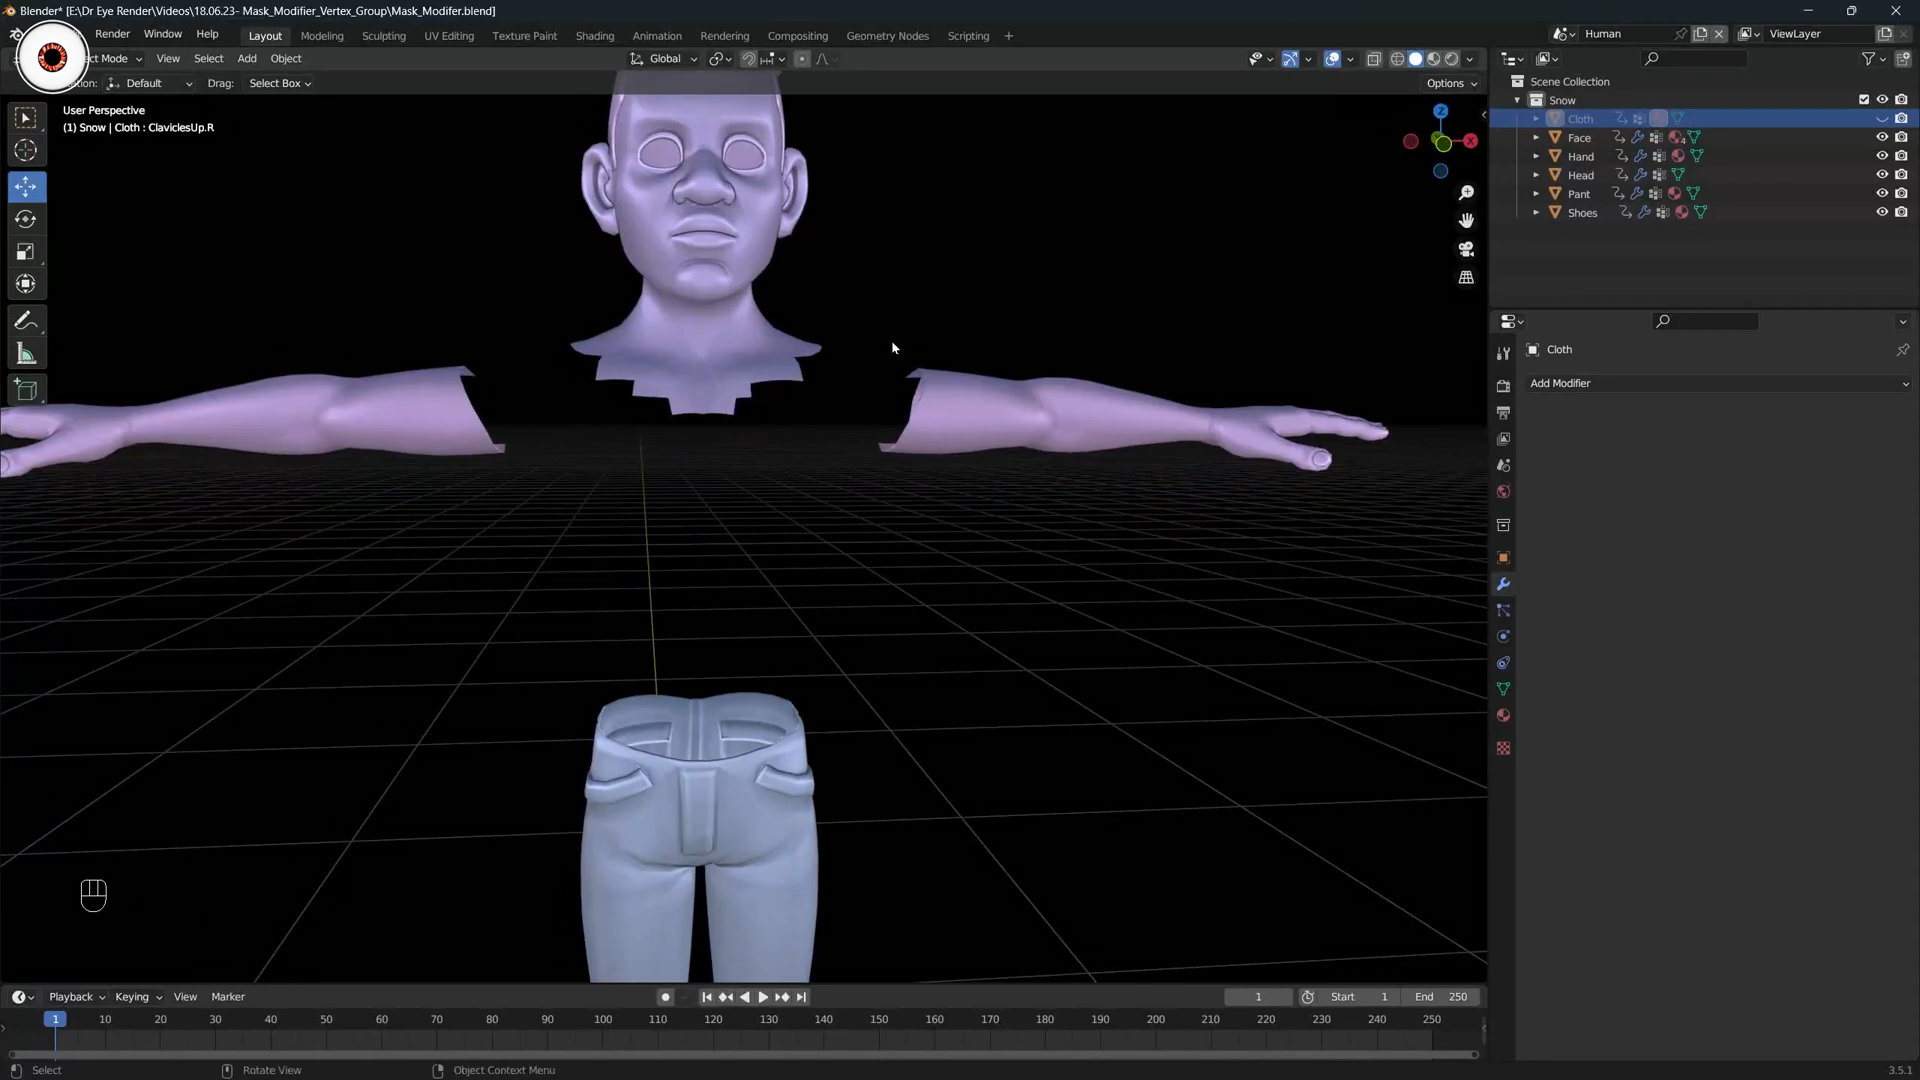 Blender* [E:\Dr Eye Render\Videos\18.06.23- Mask_Modifier_Vertex_Group\Mask_Modifer.blend]
Render Window Help Layout Modeling Sculpting UV Editing Texture Paint Shading Animation Rendering Compositing Geometry Nodes Scripting + Human ViewLayer
ect Mode View Select Add Object Global
tion: Default Drag: Select Box Options
User Perspective
(1) Snow | Cloth : ClaviclesUp.R
Z
X
Scene Collection
Snow
Cloth
Face 4
Hand
Head
Pant
Shoes
Cloth
Add Modifier
Playback Keying View Marker 1 Start 1 End 250
1 10 20 30 40 50 60 70 80 90 100 110 120 130 140 150 160 170 180 190 200 210 220 230 240 250
Select Rotate View Object Context Menu 3.5.1